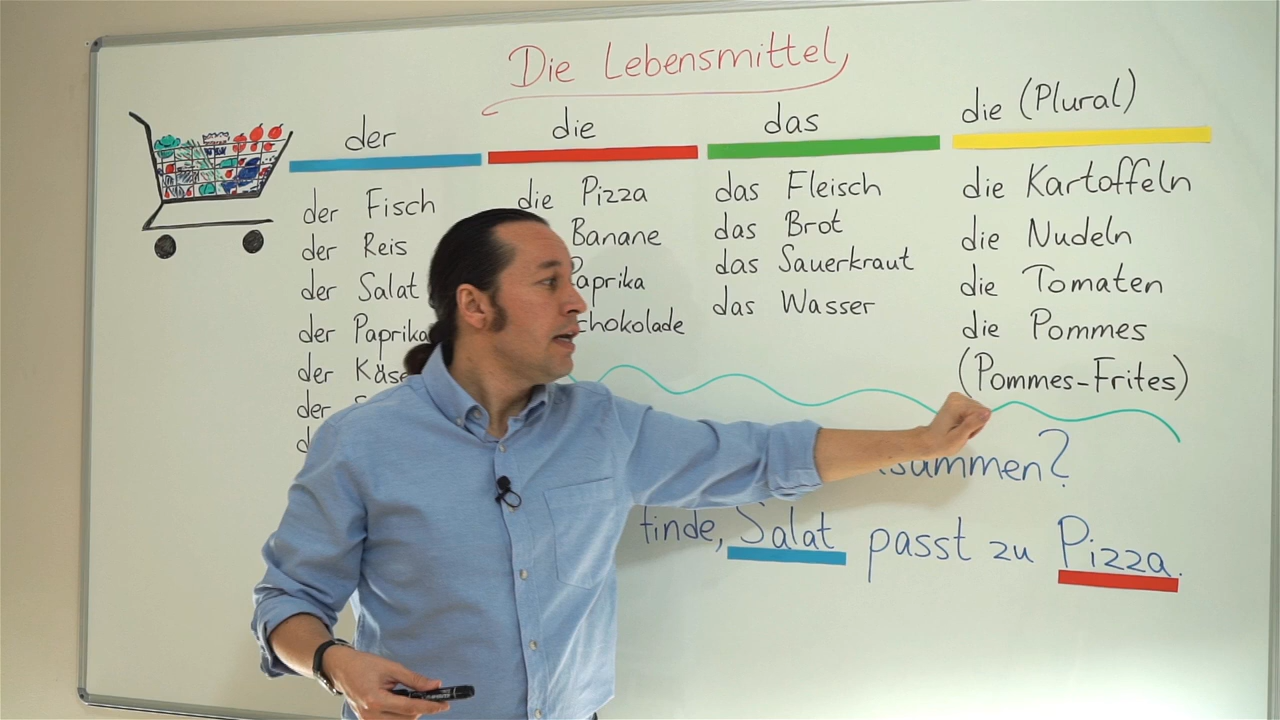 Die Lebensmittel
der
der Fisch
der Reis
der Salat
der Paprika
der Käse
der
die
die Pizza
Banane
Paprika
Schokolade
das
das Fleisch
das Brot
das Sauerkraut
das Wasser
die (Plural)
die Kartoffeln
die Nudeln
die Tomaten
die Pommes
(Pommes-Frites)
finde, Salat passt zu Pizza.